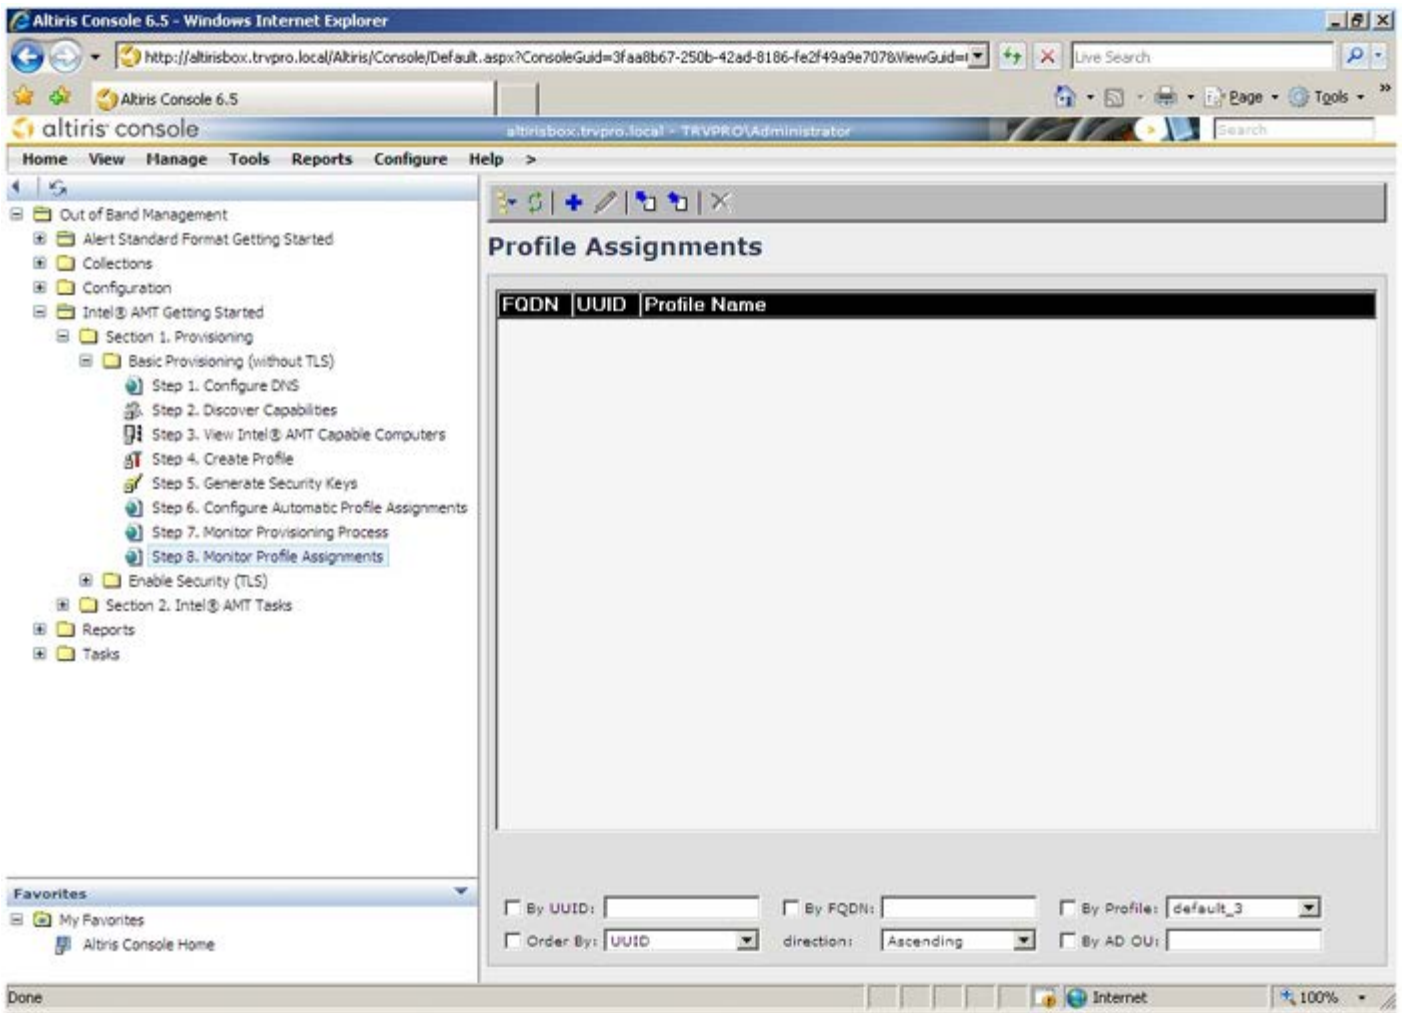 Altiris Console 6.5 - Windows Internet Explorer
http://altirisbox.trvpro.local/Altiris/Console/Default.aspx?ConsoleGuid=3faa8b67-250b-42ad-8186-fe2f49a9e707&ViewGuid=
Live Search
Altiris Console 6.5
Page
Tools
altiris console
altirisbox.trvpro.local - TRVPRO\Administrator
Search
Home View Manage Tools Reports Configure Help >
Out of Band Management
Alert Standard Format Getting Started
Collections
Configuration
Intel® AMT Getting Started
Section 1. Provisioning
Basic Provisioning (without TLS)
Step 1. Configure DNS
Step 2. Discover Capabilities
Step 3. View Intel® AMT Capable Computers
Step 4. Create Profile
Step 5. Generate Security Keys
Step 6. Configure Automatic Profile Assignments
Step 7. Monitor Provisioning Process
Step 8. Monitor Profile Assignments
Enable Security (TLS)
Section 2. Intel® AMT Tasks
Reports
Tasks
Favorites
My Favorites
Altiris Console Home
Profile Assignments
FQDN UUID Profile Name
By UUID: By FQDN: By Profile: default_3
Order By: UUID direction: Ascending By AD OU:
Done Internet 100%